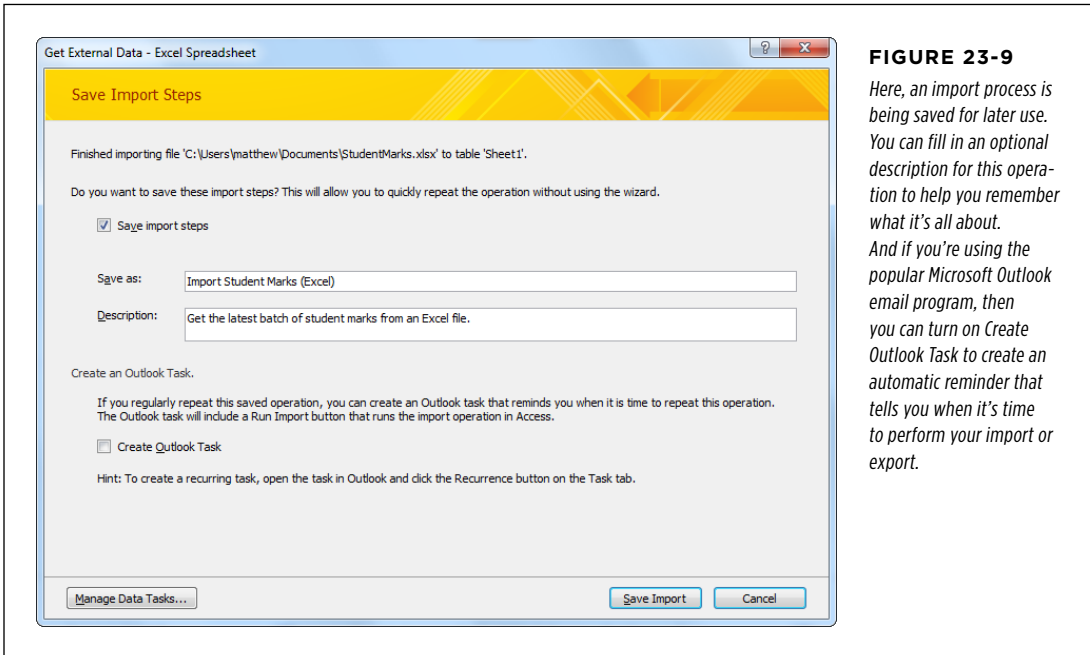 Get External Data - Excel Spreadsheet
?
X
Save Import Steps
Finished importing file 'C:\Users\matthew\Documents\StudentMarks.xlsx' to table 'Sheet1'.
Do you want to save these import steps? This will allow you to quickly repeat the operation without using the wizard.
Save import steps
Save as:
Import Student Marks (Excel)
Description:
Get the latest batch of student marks from an Excel file.
Create an Outlook Task.
If you regularly repeat this saved operation, you can create an Outlook task that reminds you when it is time to repeat this operation.
The Outlook task will include a Run Import button that runs the import operation in Access.
Create Outlook Task
Hint: To create a recurring task, open the task in Outlook and click the Recurrence button on the Task tab.
Manage Data Tasks...
Save Import
Cancel
FIGURE 23-9
Here, an import process is
being saved for later use.
You can fill in an optional
description for this opera-
tion to help you remember
what it's all about.
And if you're using the
popular Microsoft Outlook
email program, then
you can turn on Create
Outlook Task to create an
automatic reminder that
tells you when it's time
to perform your import or
export.